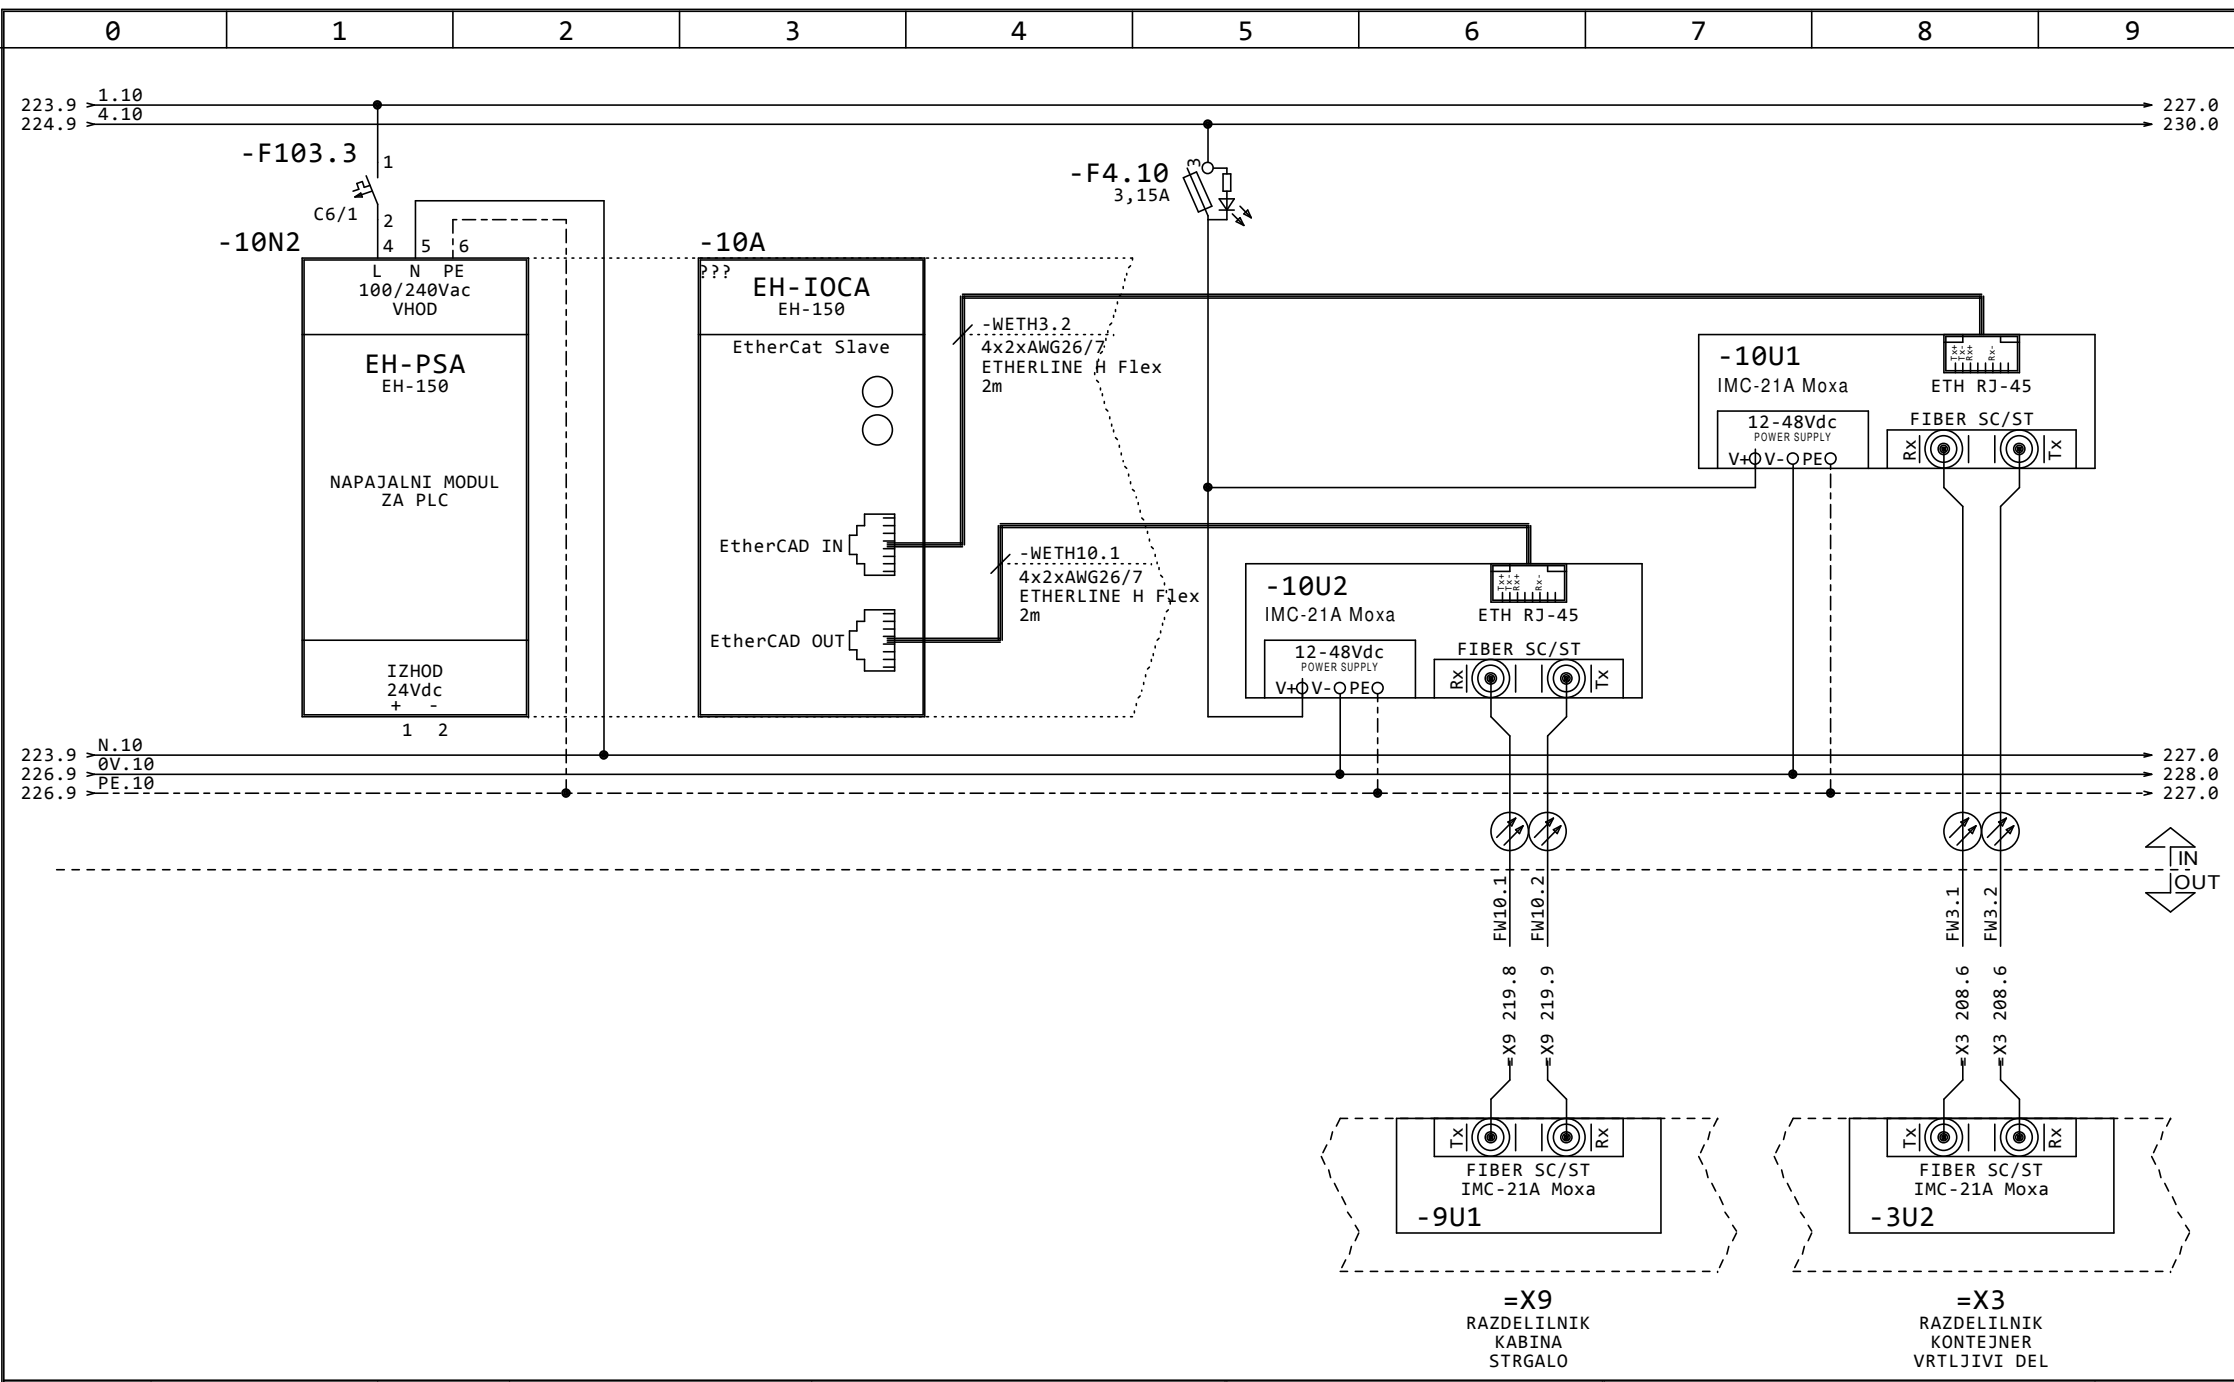 0 1 2 3 4 5 6 7 8 9
223.9 1.10 227.0
224.9 4.10 230.0
-F103.3
1
C6/1
2
-F4.10
3
3,15A
-10N2
4 5 6
L N PE
100/240Vac
VHOD
EH-PSA
EH-150
NAPAJALNI MODUL
ZA PLC
IZHOD
24Vdc
+ -
1 2
-10A
???
EH-IOCA
EH-150
EtherCat Slave
EtherCAD IN
EtherCAD OUT
-WETH3.2
4x2xAWG26/7
ETHERLINE H Flex
2m
-WETH10.1
4x2xAWG26/7
ETHERLINE H Flex
2m
-10U1
IMC-21A Moxa
Tx+ Tx- Rx+ Rx-
ETH RJ-45
12-48Vdc
POWER SUPPLY
V+ V- PE
FIBER SC/ST
Rx Tx
-10U2
IMC-21A Moxa
Tx+ Tx- Rx+ Rx-
ETH RJ-45
12-48Vdc
POWER SUPPLY
V+ V- PE
FIBER SC/ST
Rx Tx
223.9 N.10 227.0
226.9 0V.10 228.0
226.9 PE.10 227.0
IN
OUT
FW10.1
FW10.2
FW3.1
FW3.2
=X9 219.8
=X9 219.9
=X3 208.6
=X3 208.6
Tx Rx
FIBER SC/ST
IMC-21A Moxa
-9U1
=X9
RAZDELILNIK
KABINA
STRGALO
Tx Rx
FIBER SC/ST
IMC-21A Moxa
-3U2
=X3
RAZDELILNIK
KONTEJNER
VRTLJIVI DEL